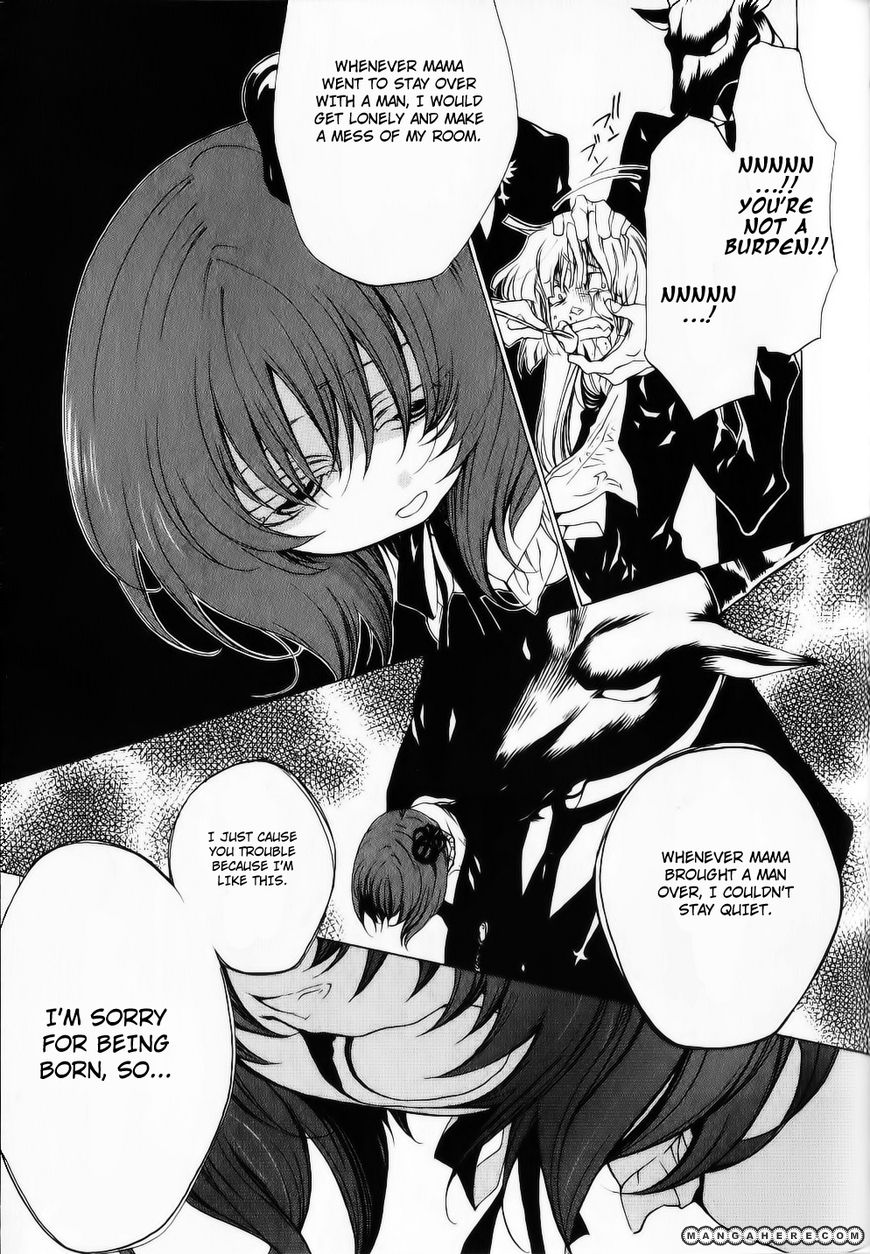 NNNNN
...!!
YOU'RE
NOT A
BURDEN!!
NNNNN
...!
WHENEVER MAMA
WENT TO STAY OVER
WITH A MAN, I WOULD
GET LONELY AND MAKE
A MESS OF MY ROOM.
WHENEVER MAMA
BROUGHT A MAN
OVER, I COULDN'T
STAY QUIET.
I JUST CAUSE
YOU TROUBLE
BECAUSE I'M
LIKE THIS.
I'M SORRY
FOR BEING
BORN, SO...
MANGAHERE.COM